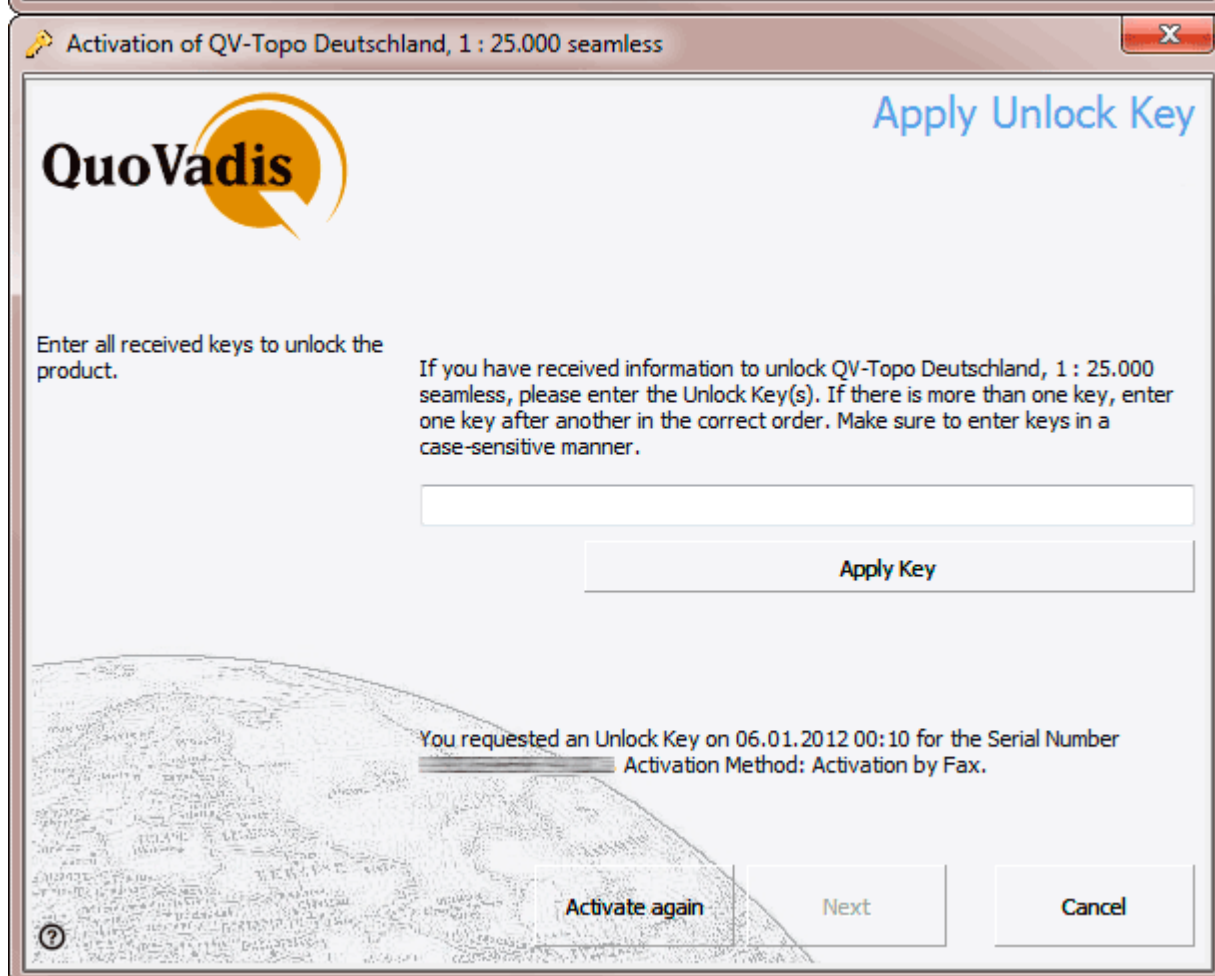 Activation of QV-Topo Deutschland, 1 : 25.000 seamless
x
QuoVadis
Apply Unlock Key
Enter all received keys to unlock the
product.
If you have received information to unlock QV-Topo Deutschland, 1 : 25.000
seamless, please enter the Unlock Key(s). If there is more than one key, enter
one key after another in the correct order. Make sure to enter keys in a
case-sensitive manner.
Apply Key
You requested an Unlock Key on 06.01.2012 00:10 for the Serial Number
Activation Method: Activation by Fax.
Activate again
Next
Cancel
?